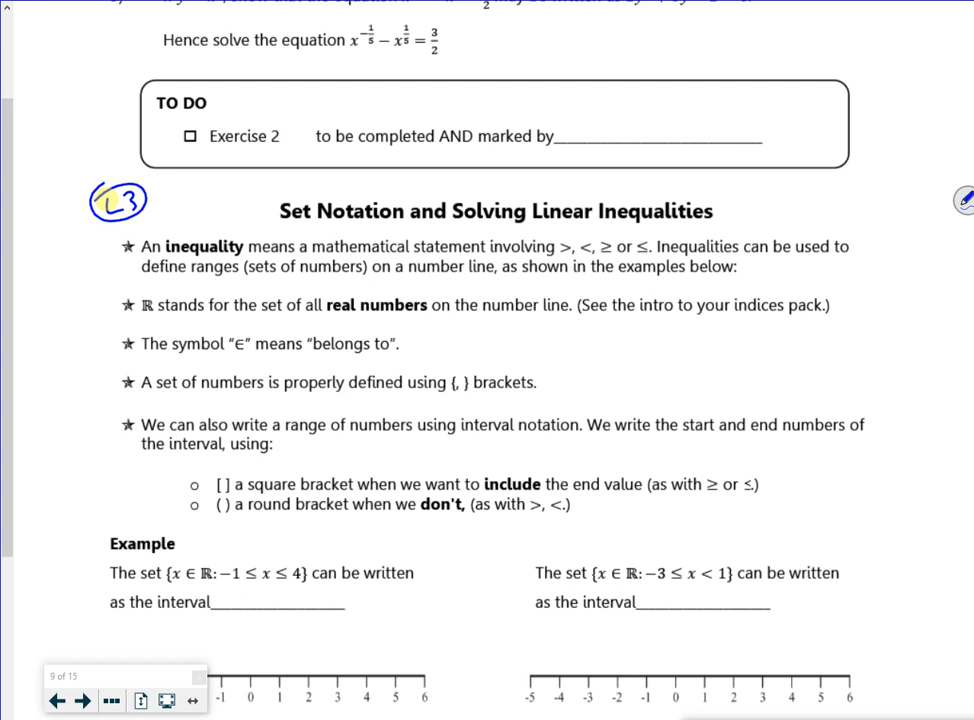 2
Hence solve the equation x^{-1/5} − x^{1/5} = 3/2
TO DO
☐ Exercise 2 to be completed AND marked by__________________________
L3
Set Notation and Solving Linear Inequalities
★ An inequality means a mathematical statement involving >, <, ≥ or ≤. Inequalities can be used to
define ranges (sets of numbers) on a number line, as shown in the examples below:
★ ℝ stands for the set of all real numbers on the number line. (See the intro to your indices pack.)
★ The symbol "∈" means "belongs to".
★ A set of numbers is properly defined using {, } brackets.
★ We can also write a range of numbers using interval notation. We write the start and end numbers of
the interval, using:
o [ ] a square bracket when we want to include the end value (as with ≥ or ≤.)
o ( ) a round bracket when we don't, (as with >, <.)
Example
The set {x ∈ ℝ: −1 ≤ x ≤ 4} can be written
as the interval_________________
The set {x ∈ ℝ: −3 ≤ x < 1} can be written
as the interval_________________
9 of 15
-1 0 1 2 3 4 5 6
-5 -4 -3 -2 -1 0 1 2 3 4 5 6